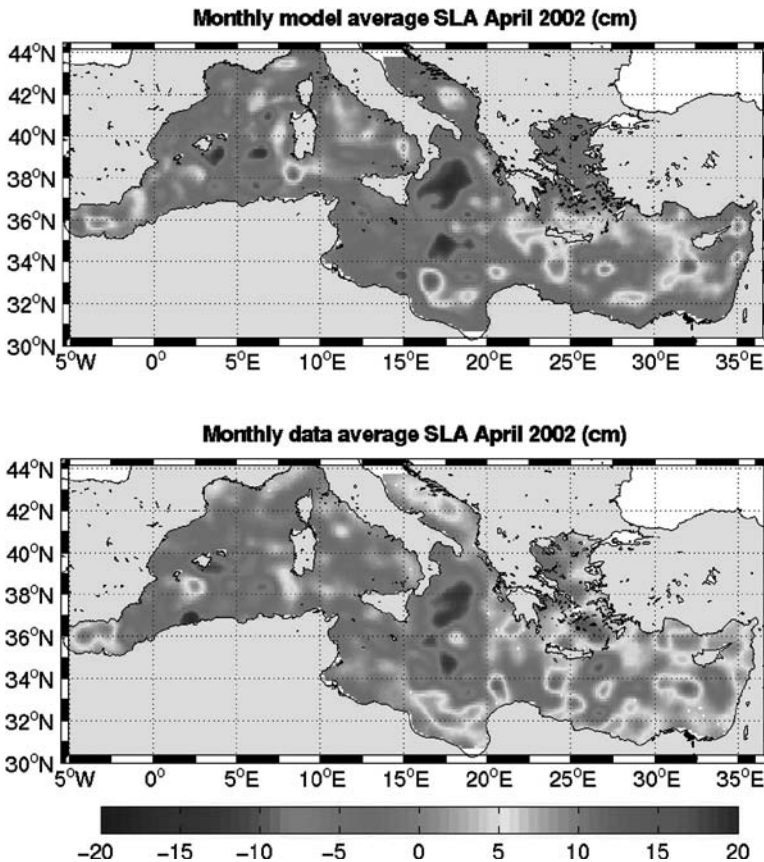 Monthly model average SLA April 2002 (cm)
44°N
42°N
40°N
38°N
36°N
34°N
32°N
30°N
5°W 0° 5°E 10°E 15°E 20°E 25°E 30°E 35°E
Monthly data average SLA April 2002 (cm)
44°N
42°N
40°N
38°N
36°N
34°N
32°N
30°N
5°W 0° 5°E 10°E 15°E 20°E 25°E 30°E 35°E
−20 −15 −10 −5 0 5 10 15 20